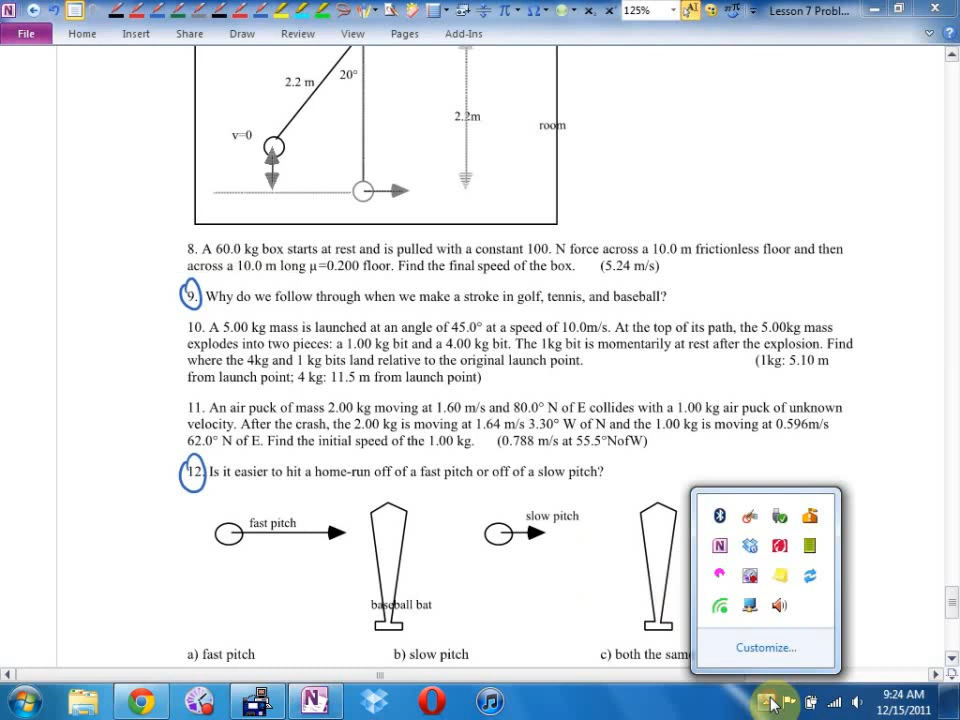 125%
Lesson 7 Probl...
File Home Insert Share Draw Review View Pages Add-Ins
20°
2.2 m
2.2m
room
v=0
8. A 60.0 kg box starts at rest and is pulled with a constant 100. N force across a 10.0 m frictionless floor and then
across a 10.0 m long µ=0.200 floor. Find the final speed of the box. (5.24 m/s)
9. Why do we follow through when we make a stroke in golf, tennis, and baseball?
10. A 5.00 kg mass is launched at an angle of 45.0° at a speed of 10.0m/s. At the top of its path, the 5.00kg mass
explodes into two pieces: a 1.00 kg bit and a 4.00 kg bit. The 1kg bit is momentarily at rest after the explosion. Find
where the 4kg and 1 kg bits land relative to the original launch point. (1kg: 5.10 m
from launch point; 4 kg: 11.5 m from launch point)
11. An air puck of mass 2.00 kg moving at 1.60 m/s and 80.0° N of E collides with a 1.00 kg air puck of unknown
velocity. After the crash, the 2.00 kg is moving at 1.64 m/s 3.30° W of N and the 1.00 kg is moving at 0.596m/s
62.0° N of E. Find the initial speed of the 1.00 kg. (0.788 m/s at 55.5°NofW)
12. Is it easier to hit a home-run off of a fast pitch or off of a slow pitch?
fast pitch
slow pitch
baseball bat
a) fast pitch b) slow pitch c) both the same
Customize...
9:24 AM
12/15/2011